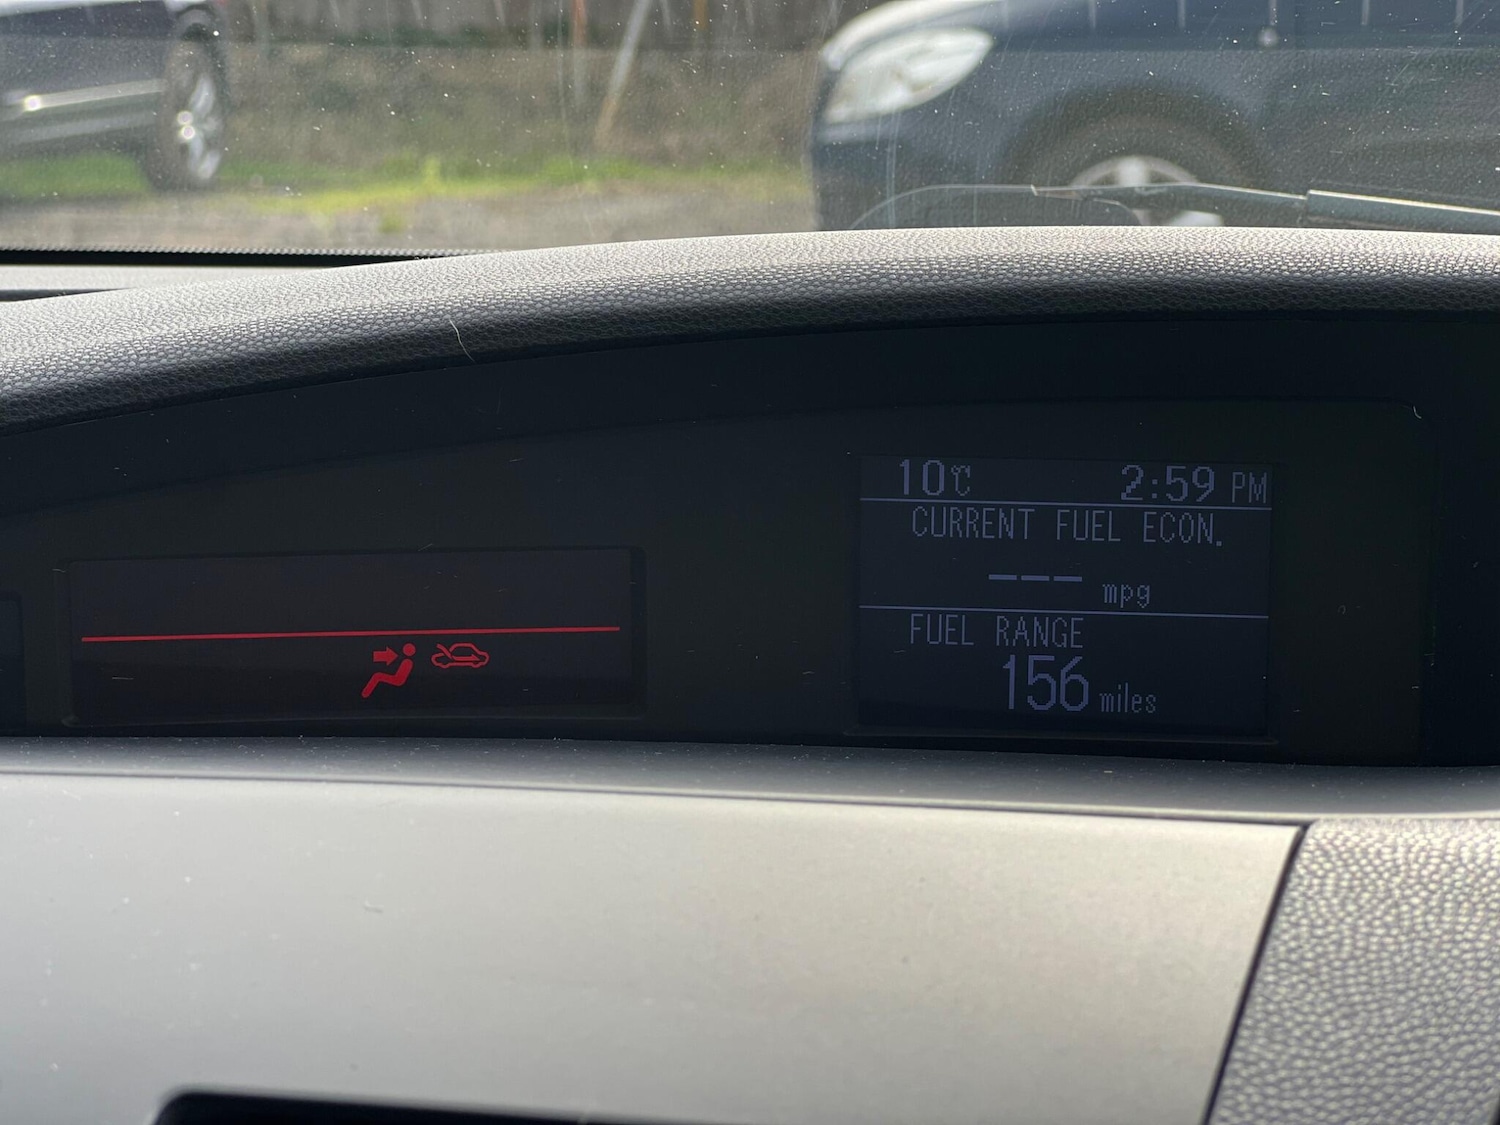 10℃ 2:59 PM
CURRENT FUEL ECON.
--- mpg
FUEL RANGE
156 miles